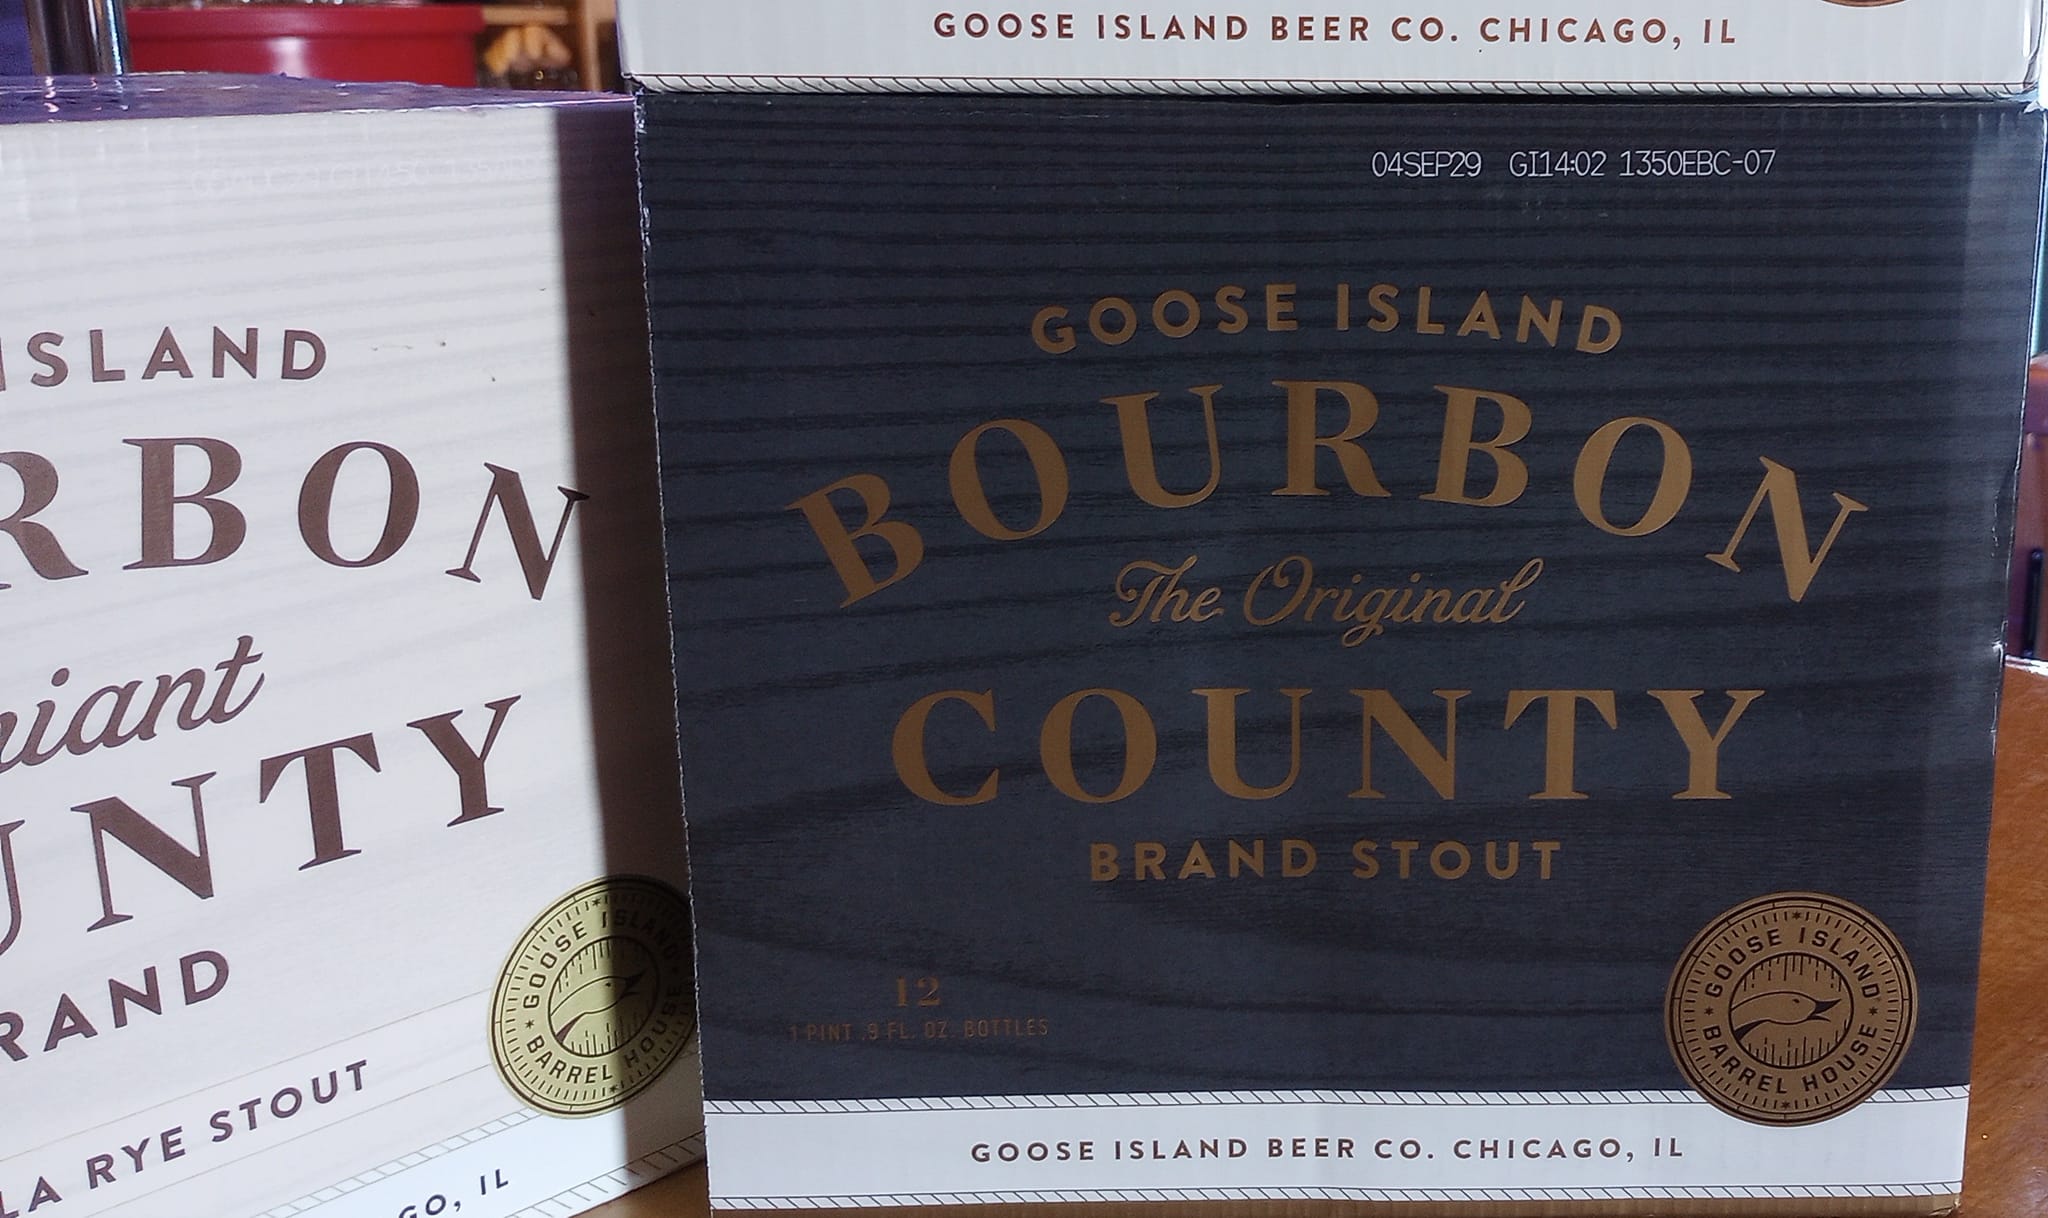 GOOSE ISLAND BEER CO. CHICAGO, IL
04SEP29 GI14:02 1350EBC-07
GOOSE ISLAND
BOURBON
The Original
COUNTY
BRAND STOUT
12
1 PINT .9 FL. OZ. BOTTLES
GOOSE ISLAND
BARREL HOUSE
GOOSE ISLAND BEER CO. CHICAGO, IL
ISLAND
RBON
riant
UNTY
RAND
LA RYE STOUT
GOOSE ISLAND
BARREL HOUSE
GO, IL